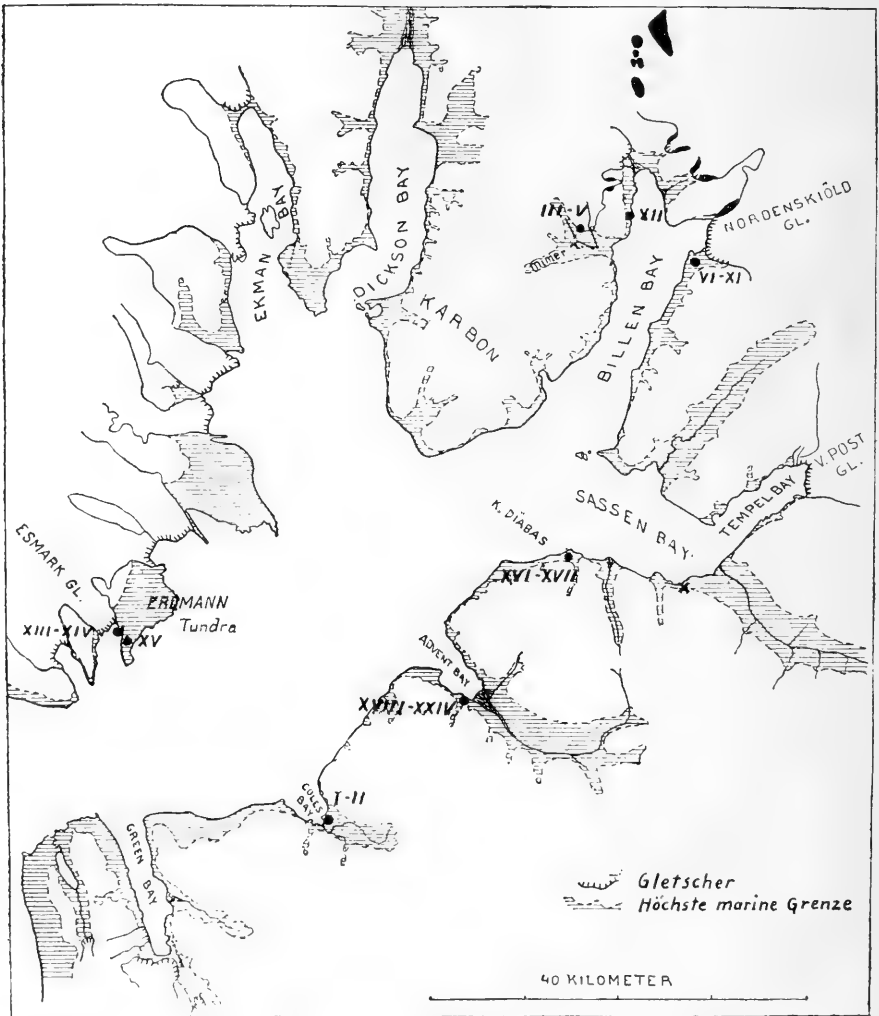 EKMAN BAY
DICKSON BAY
KARBON
III-V
Mimer
XII
NORDENSKIÖLD
GL.
VI-XI
BILLEN BAY
B.
V. POST
GL.
TEMPELBAY
SASSEN BAY.
K. DIABAS
XVI-XVII
X
ESMARK GL.
ERDMANN
Tundra
XIII-XIV
XV
ADVENT BAY
XVIII-XXIV
COLES
BAY
I-II
GREEN
BAY
Gletscher
Höchste marine Grenze
40 KILOMETER